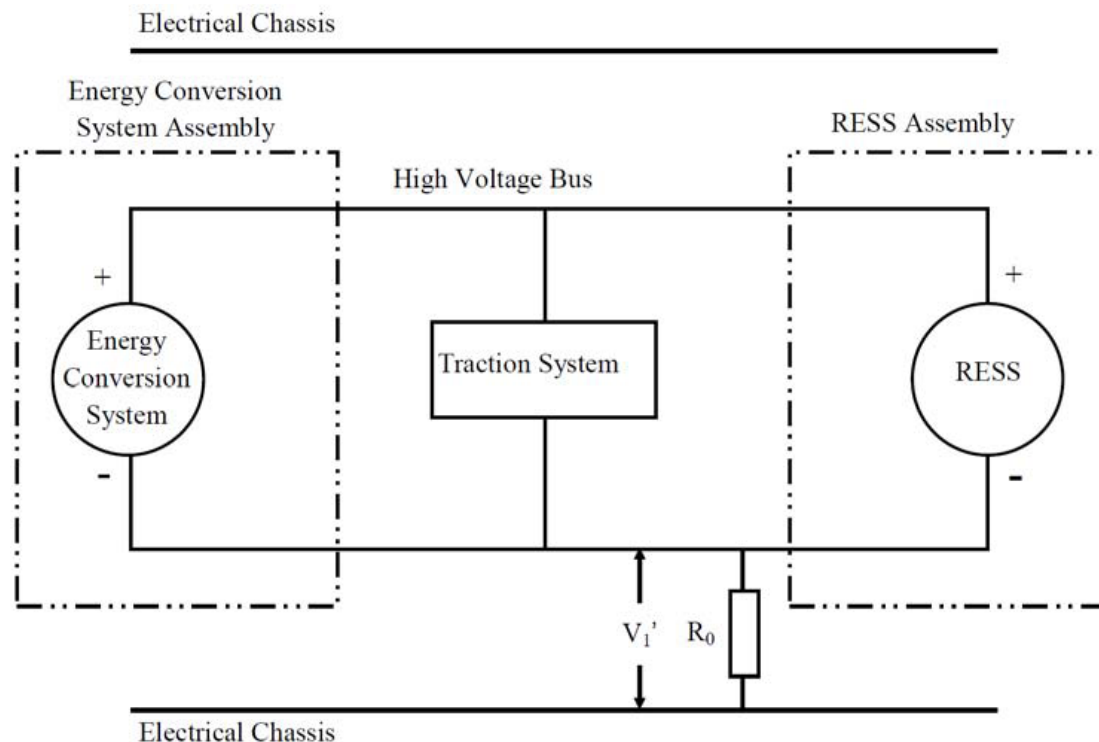 Electrical Chassis
Energy Conversion
System Assembly
RESS Assembly
High Voltage Bus
+
+
Energy
Conversion
System
Traction System
RESS
-
-
V₁’
R₀
Electrical Chassis